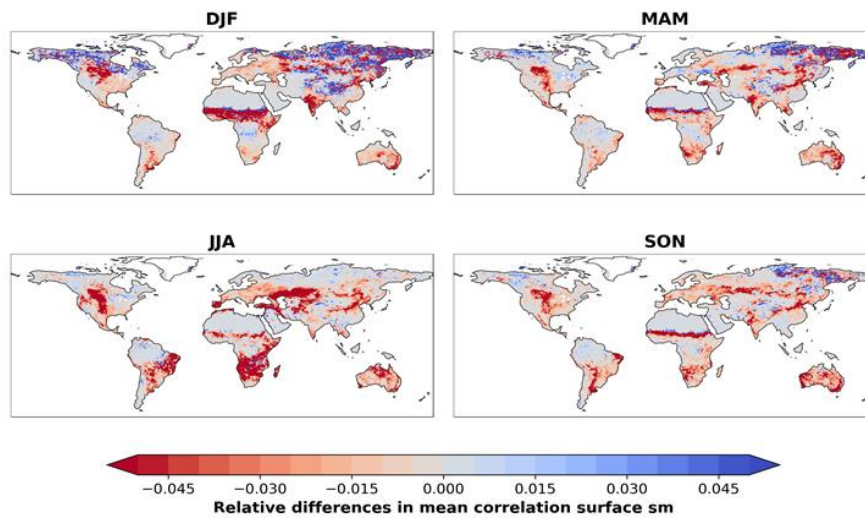 DJF
MAM
JJA
SON
−0.045 −0.030 −0.015 0.000 0.015 0.030 0.045
Relative differences in mean correlation surface sm